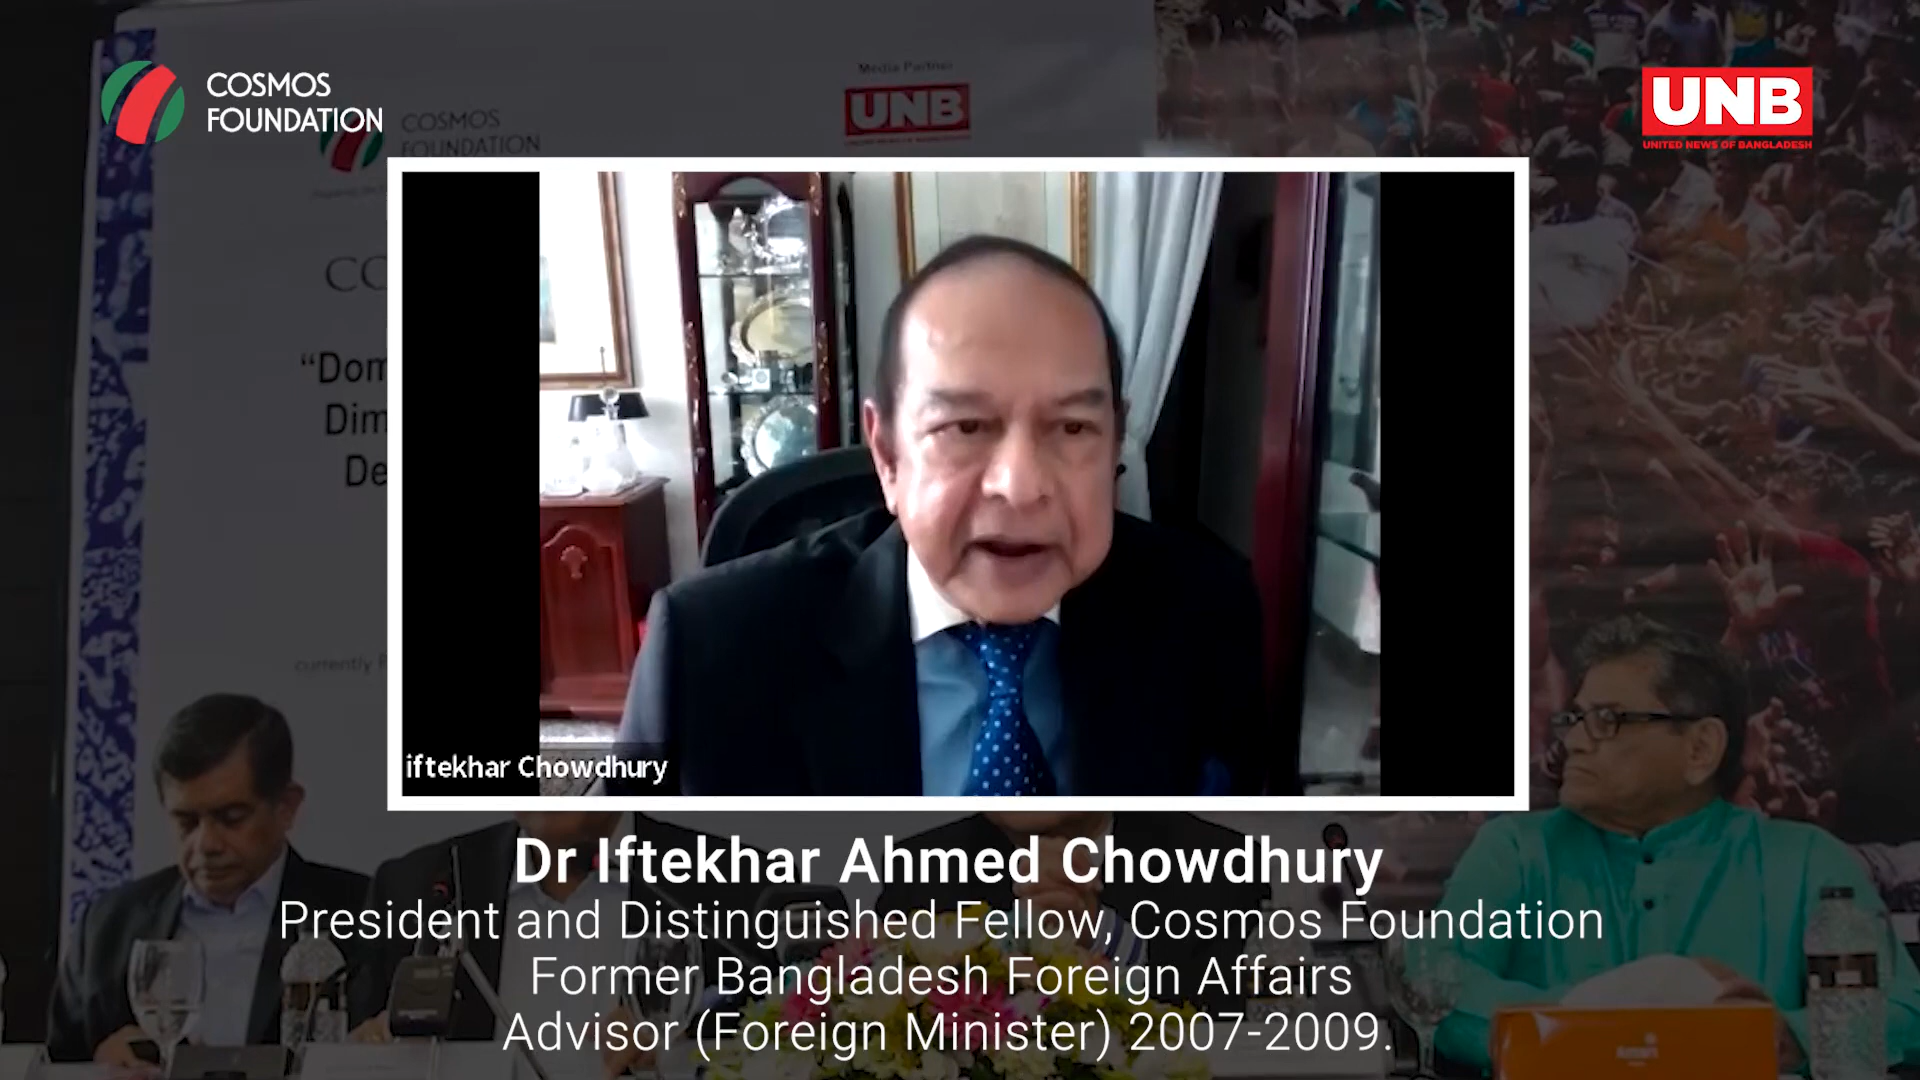 COSMOS
FOUNDATION
COSMOS
FOUNDATION
Media Partner
UNB
UNB
UNITED NEWS OF BANGLADESH
“Dom
Dim
De
currently
iftekhar Chowdhury
Dr Iftekhar Ahmed Chowdhury
President and Distinguished Fellow, Cosmos Foundation
Former Bangladesh Foreign Affairs
Advisor (Foreign Minister) 2007-2009.